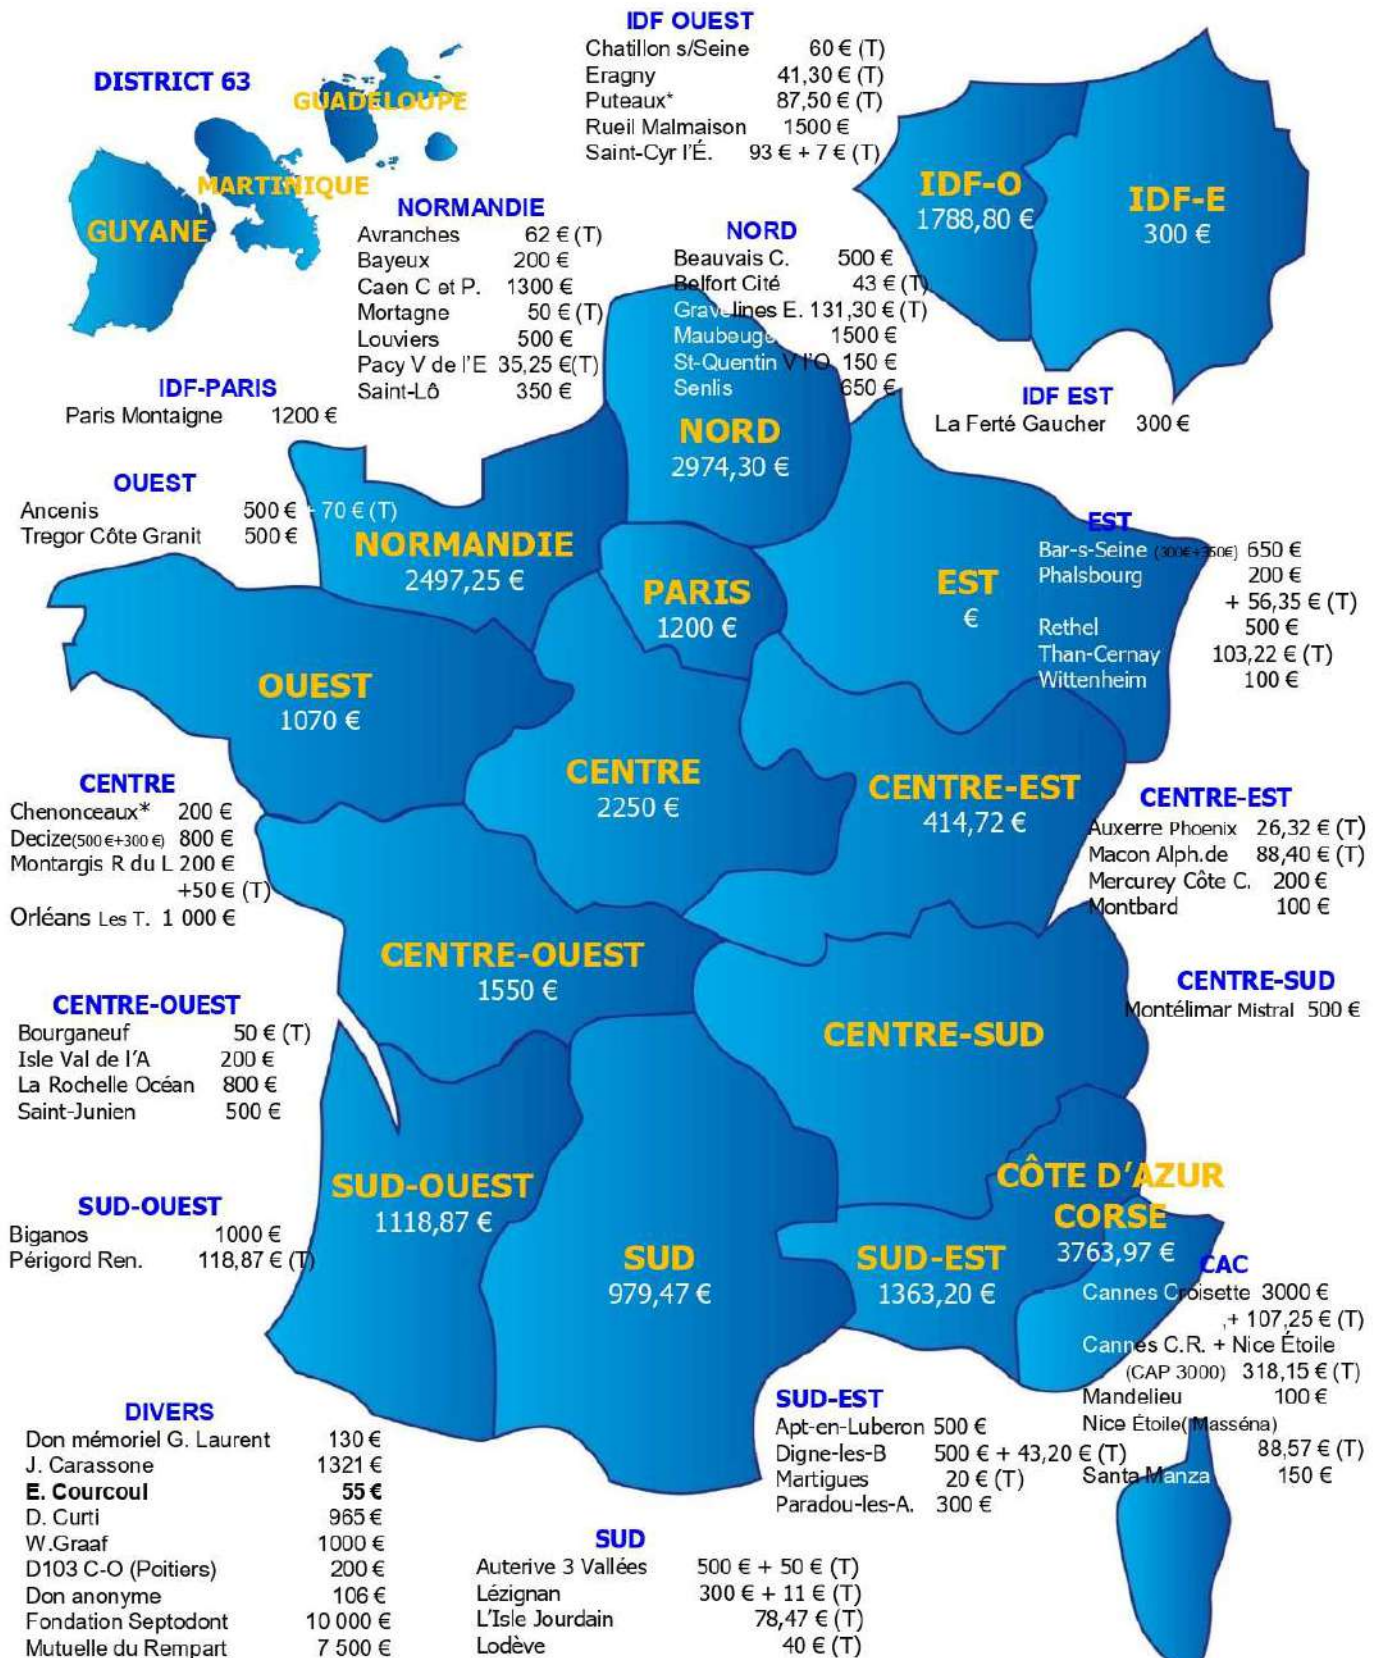 IDF OUEST
Chatillon s/Seine 60 € (T)
Eragny 41,30 € (T)
Puteaux* 87,50 € (T)
Rueil Malmaison 1500 €
Saint-Cyr l'É. 93 € + 7 € (T)
DISTRICT 63
GUADELOUPE
MARTINIQUE
GUYANE
IDF-O
1788,80 €
IDF-E
300 €
NORMANDIE
Avranches 62 € (T)
Bayeux 200 €
Caen C et P. 1300 €
Mortagne 50 € (T)
Louviers 500 €
Pacy V de l'E 35,25 €(T)
Saint-Lô 350 €
NORD
Beauvais C. 500 €
Belfort Cité 43 € (T)
Gravelines E. 131,30 € (T)
Maubeuge 1500 €
St-Quentin V l'O 150 €
Senlis 650 €
IDF-PARIS
Paris Montaigne 1200 €
IDF EST
La Ferté Gaucher 300 €
NORD
2974,30 €
OUEST
Ancenis 500 € + 70 € (T)
Tregor Côte Granit 500 €
NORMANDIE
2497,25 €
PARIS
1200 €
EST
€
EST
Bar-s-Seine (300€+350€) 650 €
Phalsbourg 200 €
+ 56,35 € (T)
Rethel 500 €
Than-Cernay 103,22 € (T)
Wittenheim 100 €
OUEST
1070 €
CENTRE
2250 €
CENTRE-EST
414,72 €
CENTRE
Chenonceaux* 200 €
Decize(500 €+300 €) 800 €
Montargis R du L 200 €
+50 € (T)
Orléans Les T. 1 000 €
CENTRE-EST
Auxerre Phoenix 26,32 € (T)
Macon Alph.de 88,40 € (T)
Mercurey Côte C. 200 €
Montbard 100 €
CENTRE-OUEST
1550 €
CENTRE-SUD
Montélimar Mistral 500 €
CENTRE-SUD
CENTRE-OUEST
Bourganeuf 50 € (T)
Isle Val de l'A 200 €
La Rochelle Océan 800 €
Saint-Junien 500 €
SUD-OUEST
1118,87 €
CÔTE D'AZUR
CORSE
3763,97 €
SUD-OUEST
Biganos 1000 €
Périgord Ren. 118,87 € (T)
SUD
979,47 €
SUD-EST
1363,20 €
CAC
Cannes Croisette 3000 €
,+ 107,25 € (T)
Cannes C.R. + Nice Étoile
(CAP 3000) 318,15 € (T)
Mandelieu 100 €
Nice Étoile(Masséna)
88,57 € (T)
Santa Manza 150 €
SUD-EST
Apt-en-Luberon 500 €
Digne-les-B 500 € + 43,20 € (T)
Martigues 20 € (T)
Paradou-les-A. 300 €
DIVERS
Don mémoriel G. Laurent 130 €
J. Carassone 1321 €
E. Courcoul 55 €
D. Curti 965 €
W.Graaf 1000 €
D103 C-O (Poitiers) 200 €
Don anonyme 106 €
Fondation Septodont 10 000 €
Mutuelle du Rempart 7 500 €
SUD
Auterive 3 Vallées 500 € + 50 € (T)
Lézignan 300 € + 11 € (T)
L'Isle Jourdain 78,47 € (T)
Lodève 40 € (T)